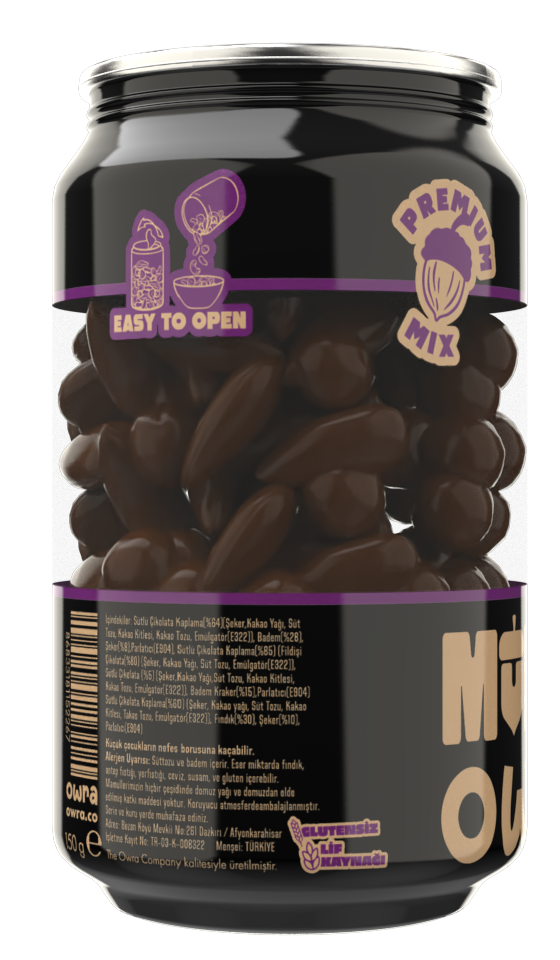 PREMIUM
MIX
EASY TO OPEN
İçindekiler: Sütlü Çikolata Kaplama(%64)(Şeker,Kakao Yağı, Süt
Tozu, Kakao Kitlesi, Kakao Tozu, Emülgatör(E322)), Badem(%28),
Şeker(%8),Parlatıcı(E904), Sütlü Çikolata Kaplama(%85) (Fildişi
Çikolata(%80) (Şeker, Kakao Yağı, Süt Tozu, Emülgatör(E322)),
Sütlü Çikolata (%5) (Şeker,Kakao Yağı,Süt Tozu, Kakao Kitlesi,
Kakao Tozu, Emülgatör(E322)), Badem Kraker(%15),Parlatıcı(E904)
Sütlü Çikolata Kaplama(%60) (Şeker, Kakao yağı, Süt Tozu, Kakao
Kitlesi, Kakao Tozu, Emülgatör(E322)), Fındık(%30), Şeker(%10),
Parlatıcı(E904)
Küçük çocukların nefes borusuna kaçabilir.
Alerjen Uyarısı: Süttozu ve badem içerir. Eser miktarda fındık,
antep fıstığı, yerfıstığı, ceviz, susam, ve gluten içerebilir.
Mamullerimizin hiçbir peşidinde domuz yağı ve domuzdan elde
edilmiş katkı maddesi yoktur. Koruyucu atmosferdeambalajlanmıştır.
Serin ve kuru yerde muhafaza ediniz.
Adres: Bozan Köyü Mevkii No:261 Dazkırı / Afyonkarahisar
İşletme Kayıt No: TR-03-K-008322 Menşei: TÜRKİYE
The Owra Company kalitesiyle üretilmiştir.
owra
owra.co
150 g e
GLUTENSİZ
LİF
KAYNAĞI